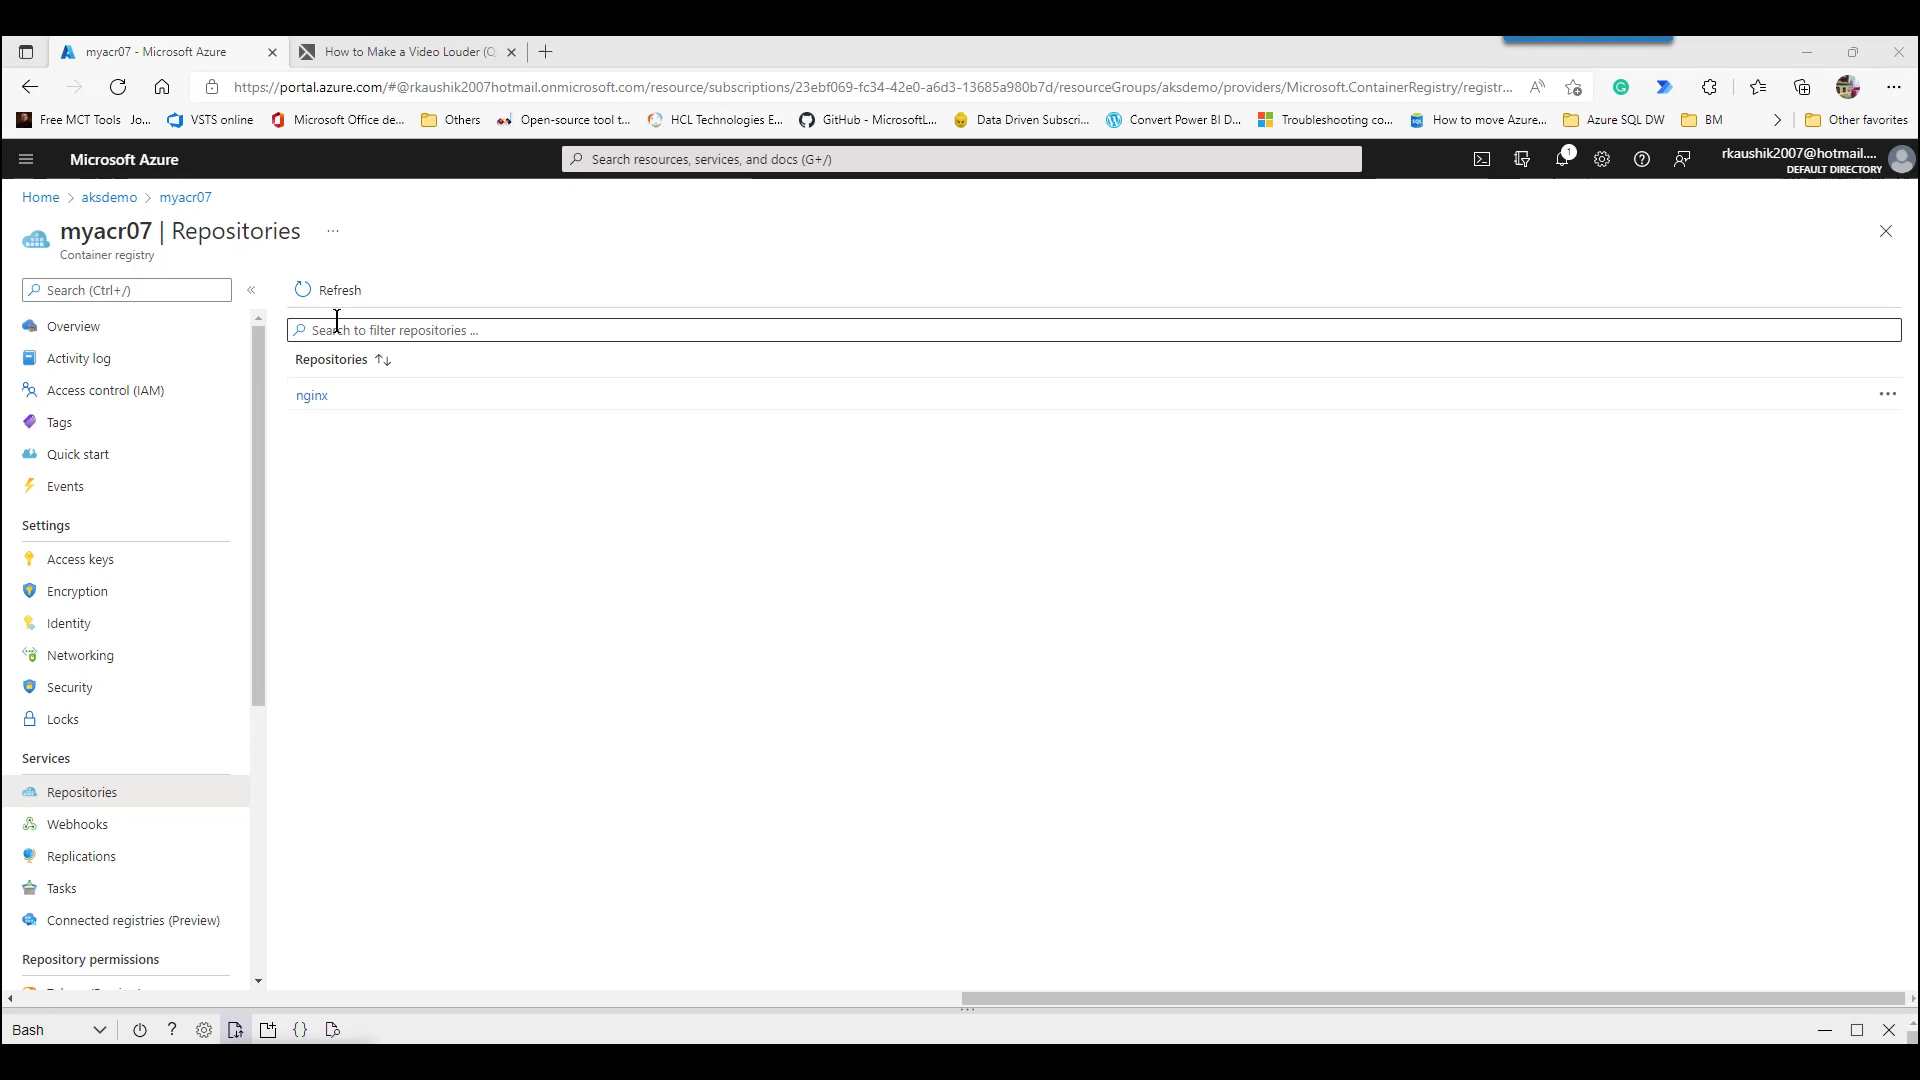 myacr07 - Microsoft Azure
How to Make a Video Louder (Q
https://portal.azure.com/#@rkaushik2007hotmail.onmicrosoft.com/resource/subscriptions/23ebf069-fc34-42e0-a6d3-13685a980b7d/resourceGroups/aksdemo/providers/Microsoft.ContainerRegistry/registr...
Free MCT Tools Jo...
VSTS online
Microsoft Office de...
Others
Open-source tool t...
HCL Technologies E...
GitHub - MicrosoftL...
Data Driven Subscri...
Convert Power BI D...
Troubleshooting co...
How to move Azure...
Azure SQL DW
BM
Other favorites
Microsoft Azure
Search resources, services, and docs (G+/)
1
rkaushik2007@hotmail....
DEFAULT DIRECTORY
Home > aksdemo > myacr07
myacr07 | Repositories ...
Container registry
Search (Ctrl+/)
«
Refresh
Search to filter repositories ...
Repositories ↑↓
nginx
Overview
Activity log
Access control (IAM)
Tags
Quick start
Events
Settings
Access keys
Encryption
Identity
Networking
Security
Locks
Services
Repositories
Webhooks
Replications
Tasks
Connected registries (Preview)
Repository permissions
Bash
?
{}